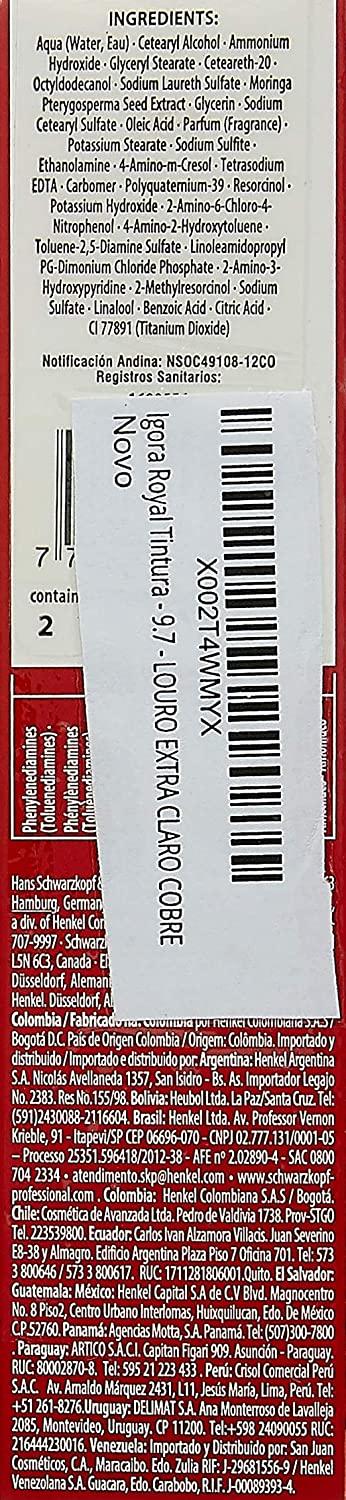 INGREDIENTS:
Aqua (Water, Eau) · Cetearyl Alcohol · Ammonium
Hydroxide · Glyceryl Stearate · Ceteareth-20 ·
Octyldodecanol · Sodium Laureth Sulfate · Moringa
Pterygosperma Seed Extract · Glycerin · Sodium
Cetearyl Sulfate · Oleic Acid · Parfum (Fragrance) ·
Potassium Stearate · Sodium Sulfite ·
Ethanolamine · 4-Amino-m-Cresol · Tetrasodium
EDTA · Carbomer · Polyquaternium-39 · Resorcinol ·
Potassium Hydroxide · 2-Amino-6-Chloro-4-
Nitrophenol · 4-Amino-2-Hydroxytoluene ·
Toluene-2,5-Diamine Sulfate · Linoleamidopropyl
PG-Dimonium Chloride Phosphate · 2-Amino-3-
Hydroxypyridine · 2-Methylresorcinol · Sodium
Sulfate · Linalool · Benzoic Acid · Citric Acid ·
CI 77891 (Titanium Dioxide)
Notificación Andina: NSOC49108-12CO
Registros Sanitarios:
7 7
contain
2
X002T4WMYX
Igora Royal Tintura - 9.7 - LOURO EXTRA CLARO COBRE
Novo
Phenylenediamines
(Toluenediamines)
Phénylènediamines
Hans Schwarzkopf &
Hamburg, German
a div. of Henkel Con
707-9997 · Schwarz
L5N 6C3, Canada ·
Düsseldorf, Aleman
Henkel. Düsseldorf, Al
Colombia / Fabricado na: Colombia por Henkel Colombiana S.A.S /
Bogotá D.C. País de Origen Colombia / Origem: Colômbia. Importado y
distribuido / Importado e distribuido por: Argentina: Henkel Argentina
S.A. Nicolás Avellaneda 1357, San Isidro - Bs. As. Importador Legajo
No. 2383. Res No.155/98. Bolivia: Heubol Ltda. La Paz/Santa Cruz. Tel:
(591)2430088-2116604. Brasil: Henkel Ltda. Av. Professor Vernon
Krieble, 91 - Itapevi/SP CEP 06696-070 - CNPJ 02.777.131/0001-05
– Processo 25351.596418/2012-38 - AFE nº 2.02890-4 - SAC 0800
704 2334 • atendimento.skp@henkel.com • www.schwarzkopf-
professional.com . Colombia: Henkel Colombiana S.A.S / Bogotá.
Chile: Cosmética de Avanzada Ltda. Pedro de Valdivia 1738. Prov-STGO
Tel. 223539800. Ecuador: Carlos Ivan Alzamora Villacis. Juan Severino
E8-38 y Almagro. Edificio Argentina Plaza Piso 7 Oficina 701. Tel: 573
3 800646 / 573 3 800617. RUC: 1711281806001.Quito. El Salvador:
Guatemala: México: Henkel Capital S.A de C.V Blvd. Magnocentro
No. 8 Piso2, Centro Urbano Interlomas, Huixquilucan, Edo. De México
C.P.52760. Panamá: Agencias Motta, S.A. Panamá. Tel: (507)300-7800
. Paraguay: ARTICO S.A.C.I. Capitan Figari 909. Asunción - Paraguay.
RUC: 80002870-8. Tel: 595 21 223 433 . Perú: Crisol Comercial Perú
S.A.C. Av. Arnaldo Márquez 2431, L11, Jesús María, Lima, Perú. Tel.
+51 261-8276.Uruguay: DELIMAT S.A. Ana Monterroso de Lavalleja
2085, Montevideo, Uruguay. CP 11200. Tel:+598 24090055 RUC:
216444230016. Venezuela: Importado y Distribuido por: San Juan
Cosméticos, C.A., Maracaibo. Edo. Zulia RIF: J-29681556-9 / Henkel
Venezolana S.A. Guacara, Edo. Carabobo, R.I.F. J-00089393-4.